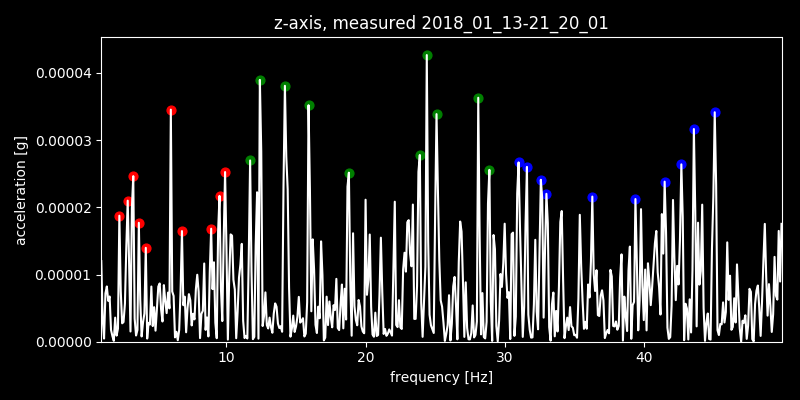 z-axis, measured 2018_01_13-21_20_01
acceleration [g]
0.00004
0.00003
0.00002
0.00001
0.00000
10 20 30 40
frequency [Hz]